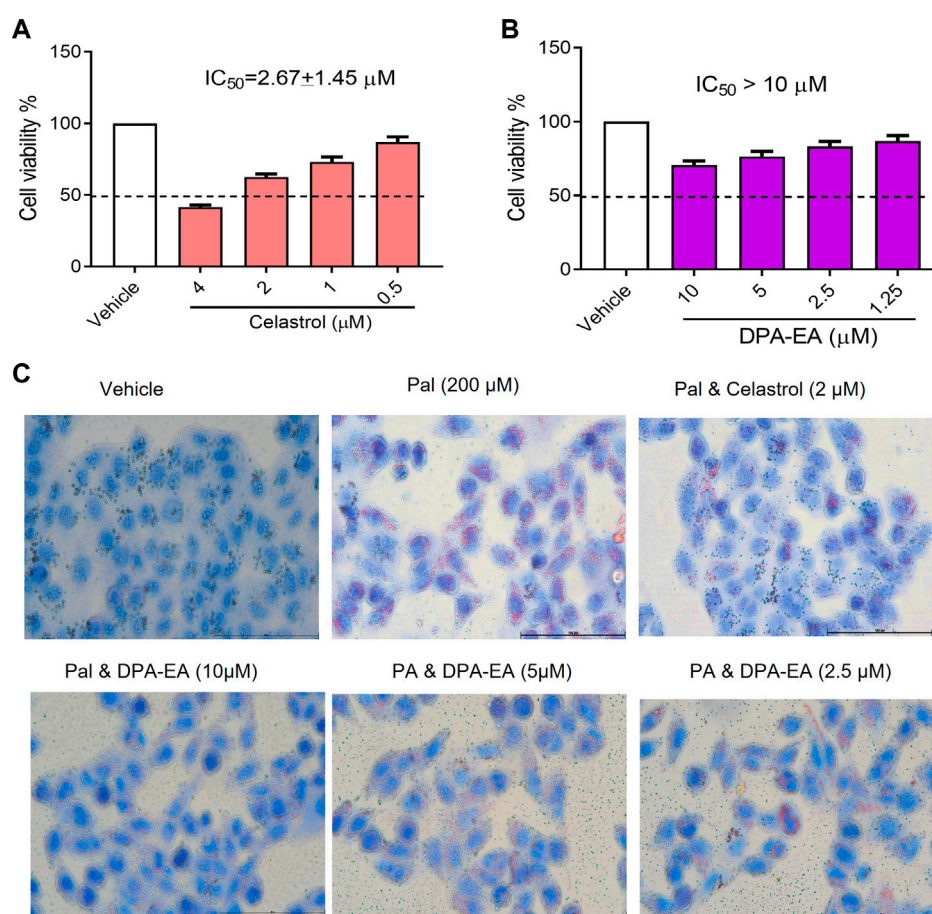 A
150
100
50
0
Cell viability %
IC50=2.67±1.45 µM
Vehicle
4
2
1
0.5
Celastrol (µM)
B
150
100
50
0
Cell viability %
IC50 > 10 µM
Vehicle
10
5
2.5
1.25
DPA-EA (µM)
C
Vehicle
Pal (200 µM)
Pal & Celastrol (2 µM)
Pal & DPA-EA (10µM)
PA & DPA-EA (5µM)
PA & DPA-EA (2.5 µM)